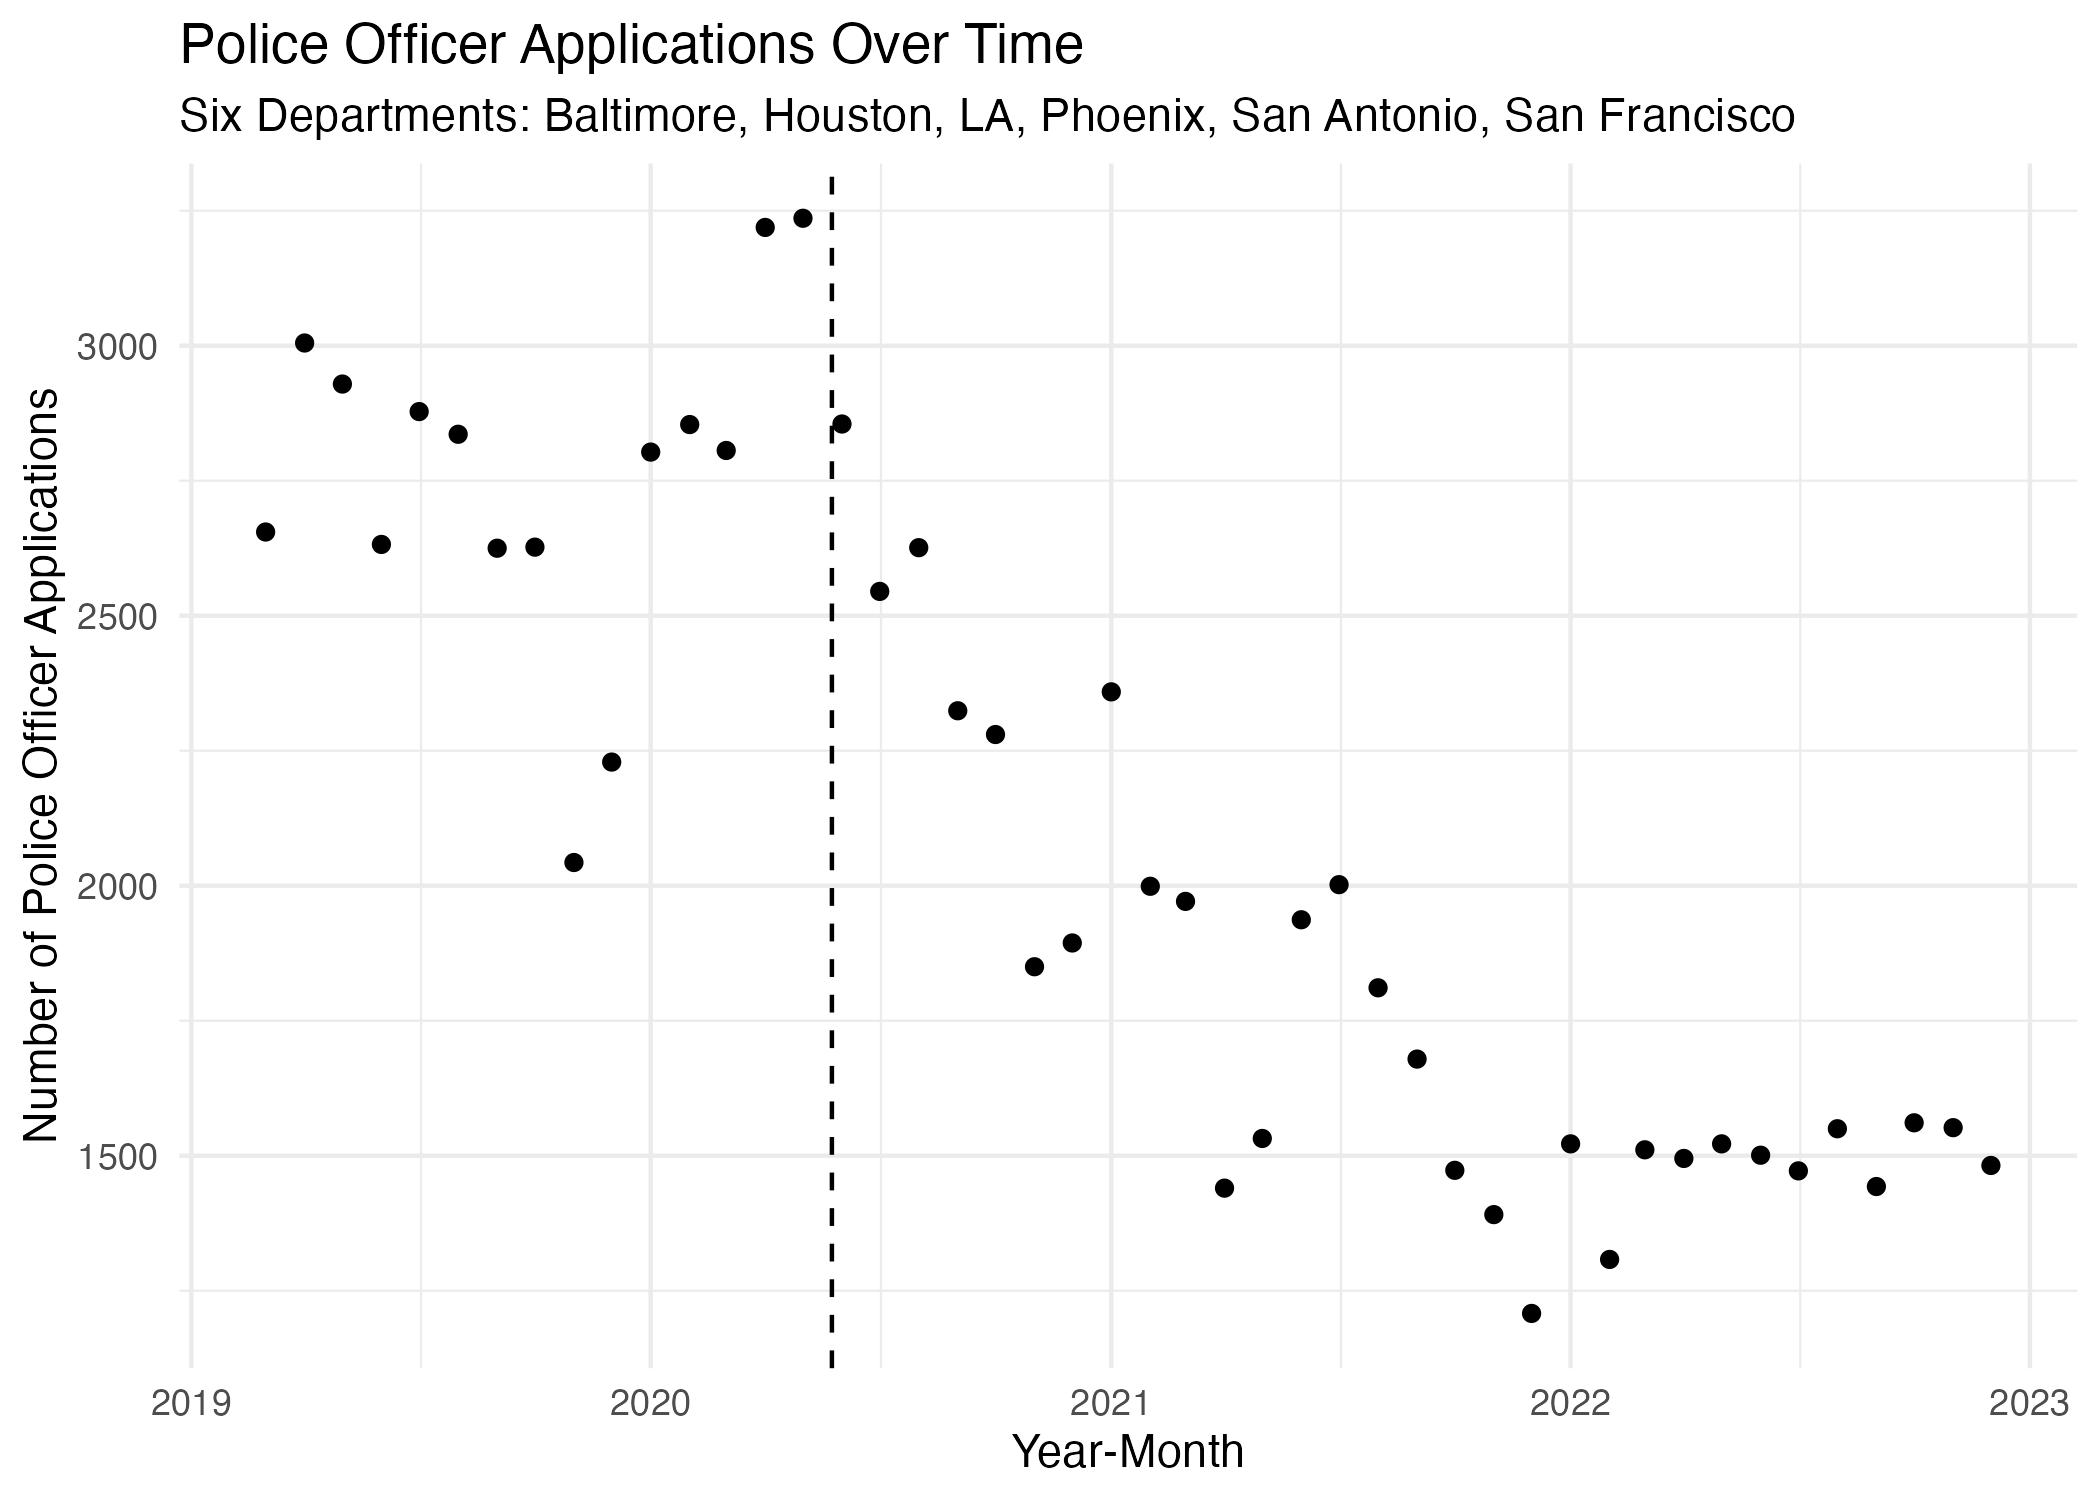 Police Officer Applications Over Time
Six Departments: Baltimore, Houston, LA, Phoenix, San Antonio, San Francisco
Number of Police Officer Applications
3000
2500
2000
1500
2019
2020
2021
2022
2023
Year-Month